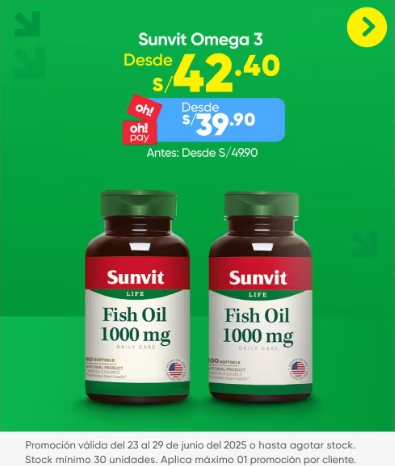 Sunvit Omega 3
Desde
S/42.40
oh!
oh!
pay
Desde
S/39.90
Antes: Desde S/49.90
Sunvit
LIFE
Fish Oil
1000 mg
DAILY CARE
60 SOFTGELS
NATURAL PRODUCT
Sunvit
LIFE
Fish Oil
1000 mg
DAILY CARE
100 SOFTGELS
NATURAL PRODUCT
Promoción válida del 23 al 29 de junio del 2025 o hasta agotar stock.
Stock mínimo 30 unidades. Aplica máximo 01 promoción por cliente.